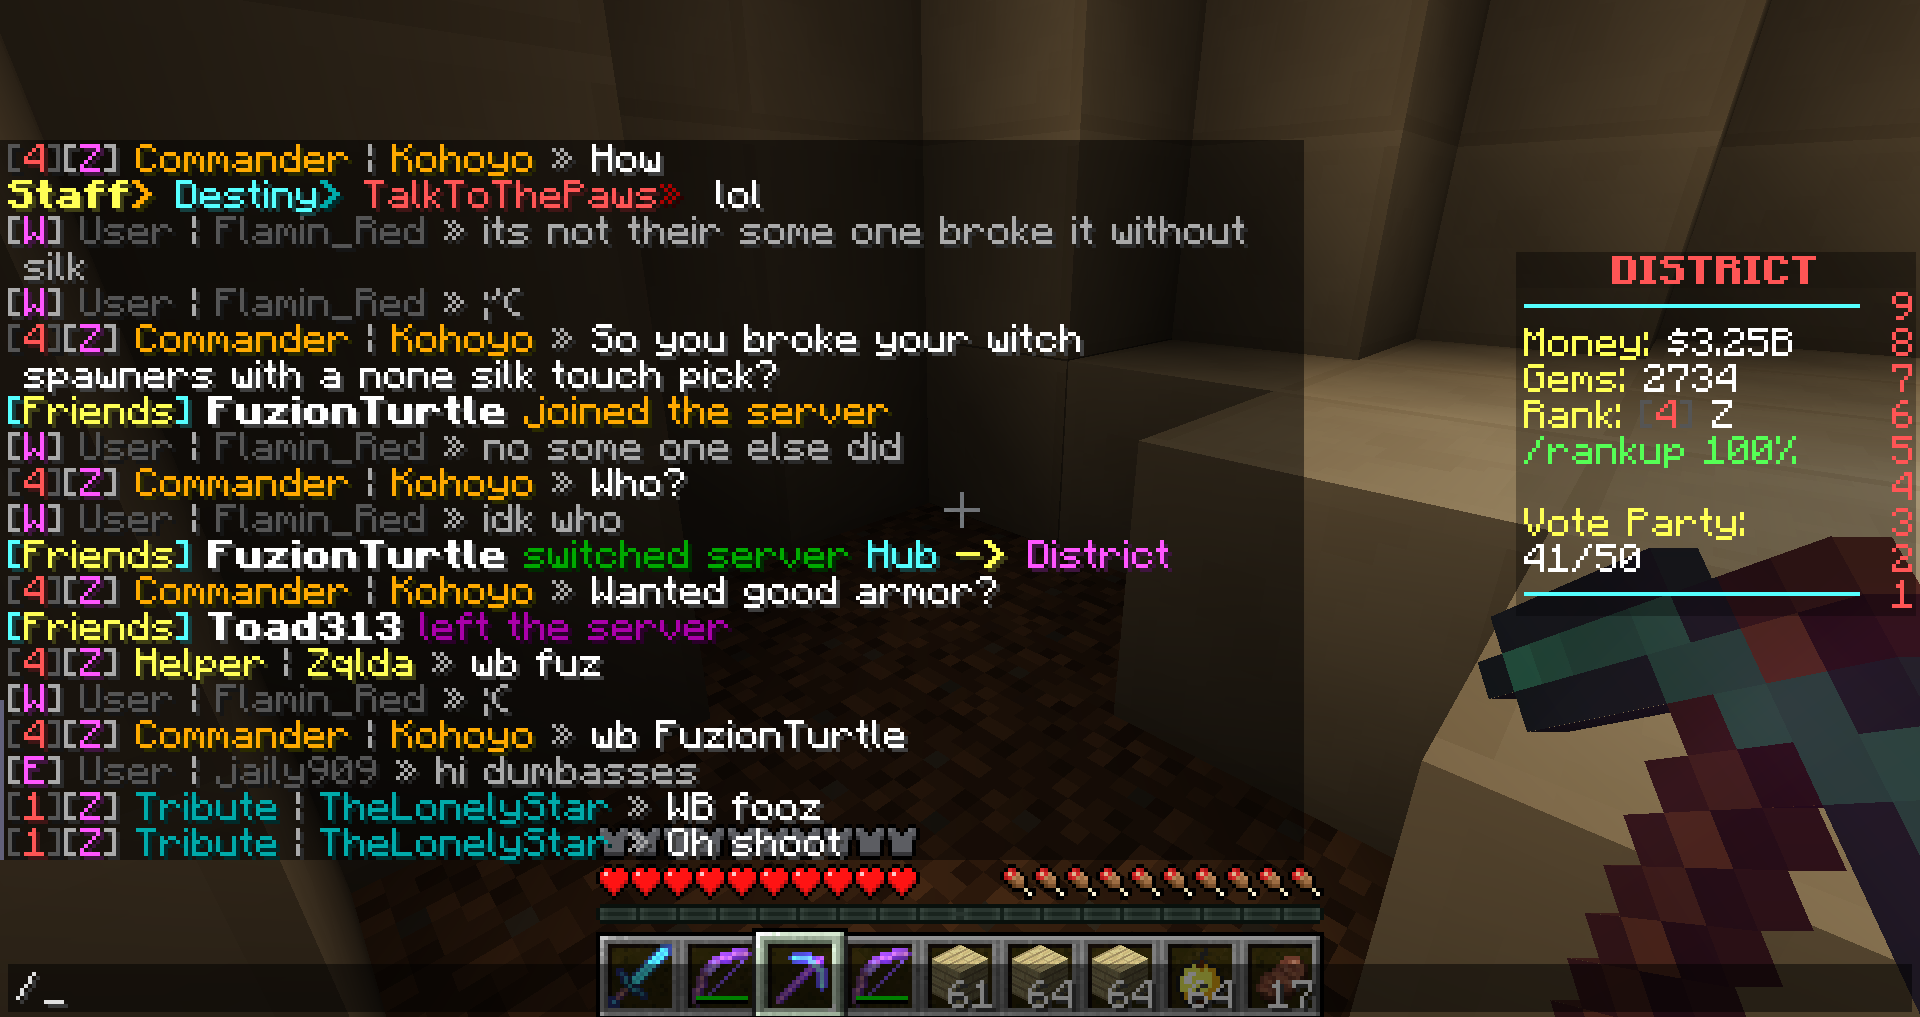 [4][Z] Commander ¦ Kohoyo » How
Staff> Destiny> TalkToThePaws» lol
[W] User ¦ Flamin_Red » its not their some one broke it without
silk
[W] User ¦ Flamin_Red » ;'(
[4][Z] Commander ¦ Kohoyo » So you broke your witch
spawners with a none silk touch pick?
[Friends] FuzionTurtle joined the server
[W] User ¦ Flamin_Red » no some one else did
[4][Z] Commander ¦ Kohoyo » Who?
[W] User ¦ Flamin_Red » idk who
[Friends] FuzionTurtle switched server Hub —> District
[4][Z] Commander ¦ Kohoyo » Wanted good armor?
[Friends] Toad313 left the server
[4][Z] Helper ¦ Zqlda » wb fuz
[W] User ¦ Flamin_Red » ;(
[4][Z] Commander ¦ Kohoyo » wb FuzionTurtle
[E] User ¦ jaily909 » hi dumbasses
[1][Z] Tribute ¦ TheLonelyStar » WB fooz
[1][Z] Tribute ¦ TheLonelyStar » Oh shoot
/_
61 64 64 64 17
DISTRICT
9
Money: $3.25B 8
Gems: 2734 7
Rank: [4] Z 6
/rankup 100% 5
4
Vote Party: 3
41/50 2
1